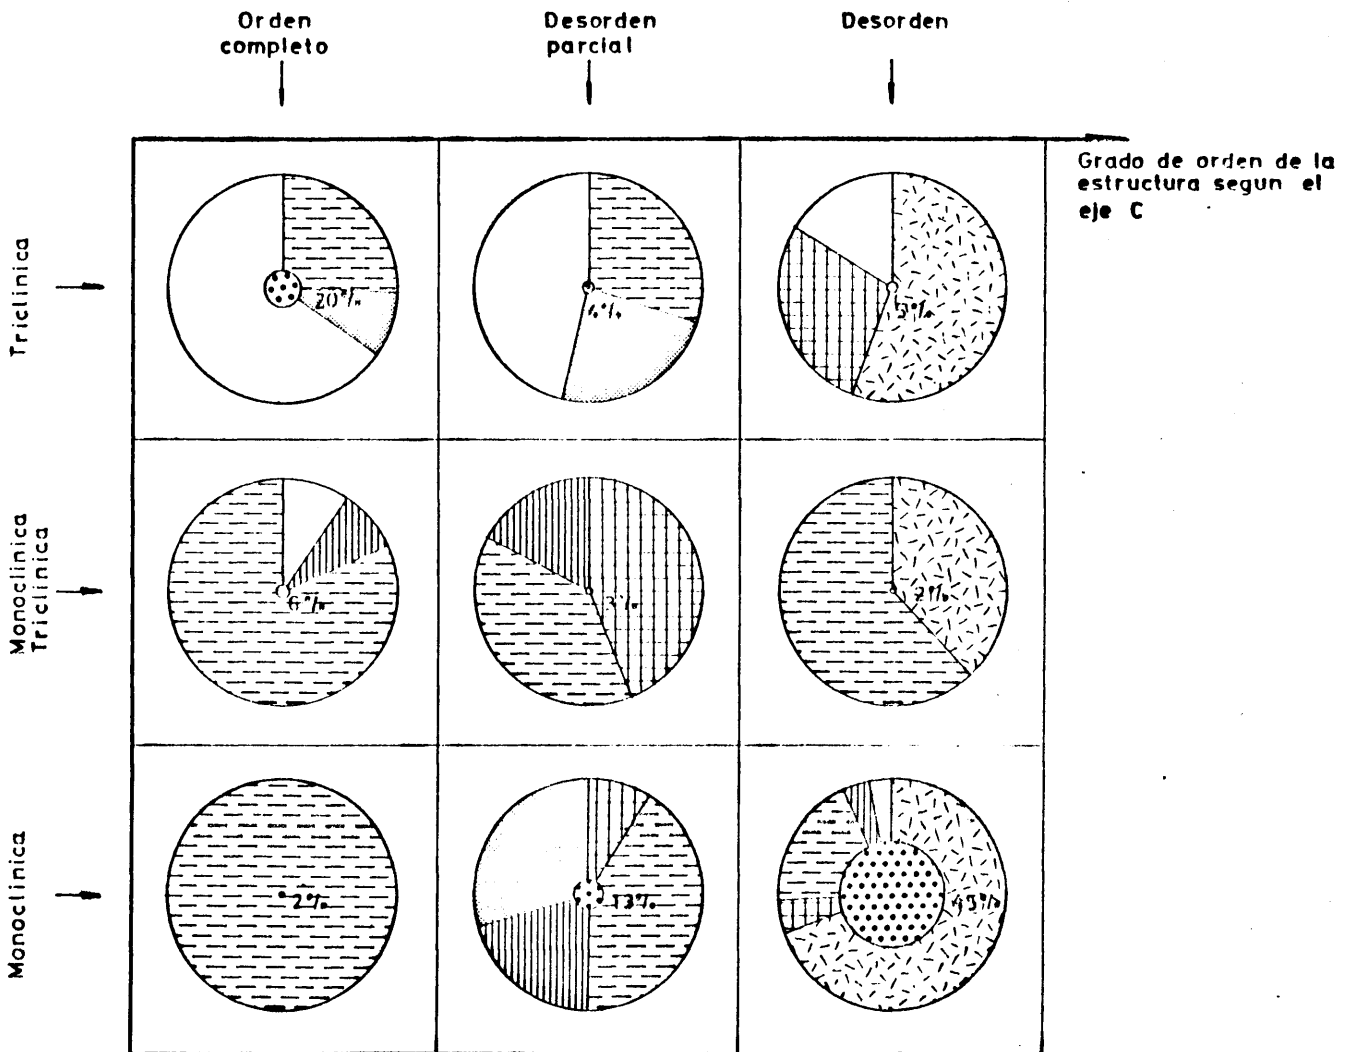 Orden
completo
Desorden
parcial
Desorden
Grado de orden de la
estructura segun el
eje C
Triclinica
20%
4%
5%
Monoclinica
Triclinica
6%
3%
2%
Monoclinica
2%
13%
45%